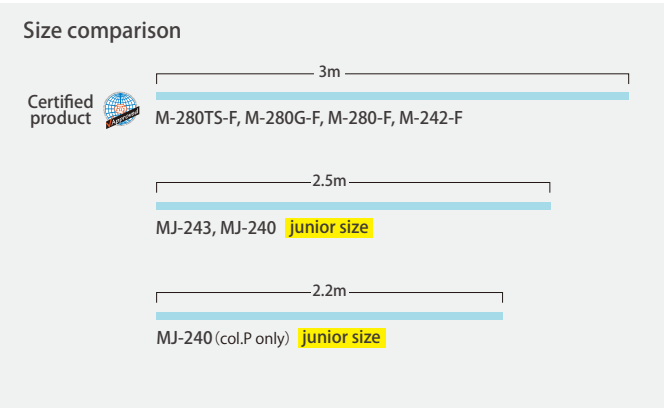 Size comparison
3m
Certified
product
Approved
M-280TS-F, M-280G-F, M-280-F, M-242-F
2.5m
MJ-243, MJ-240 junior size
2.2m
MJ-240（col.P only） junior size